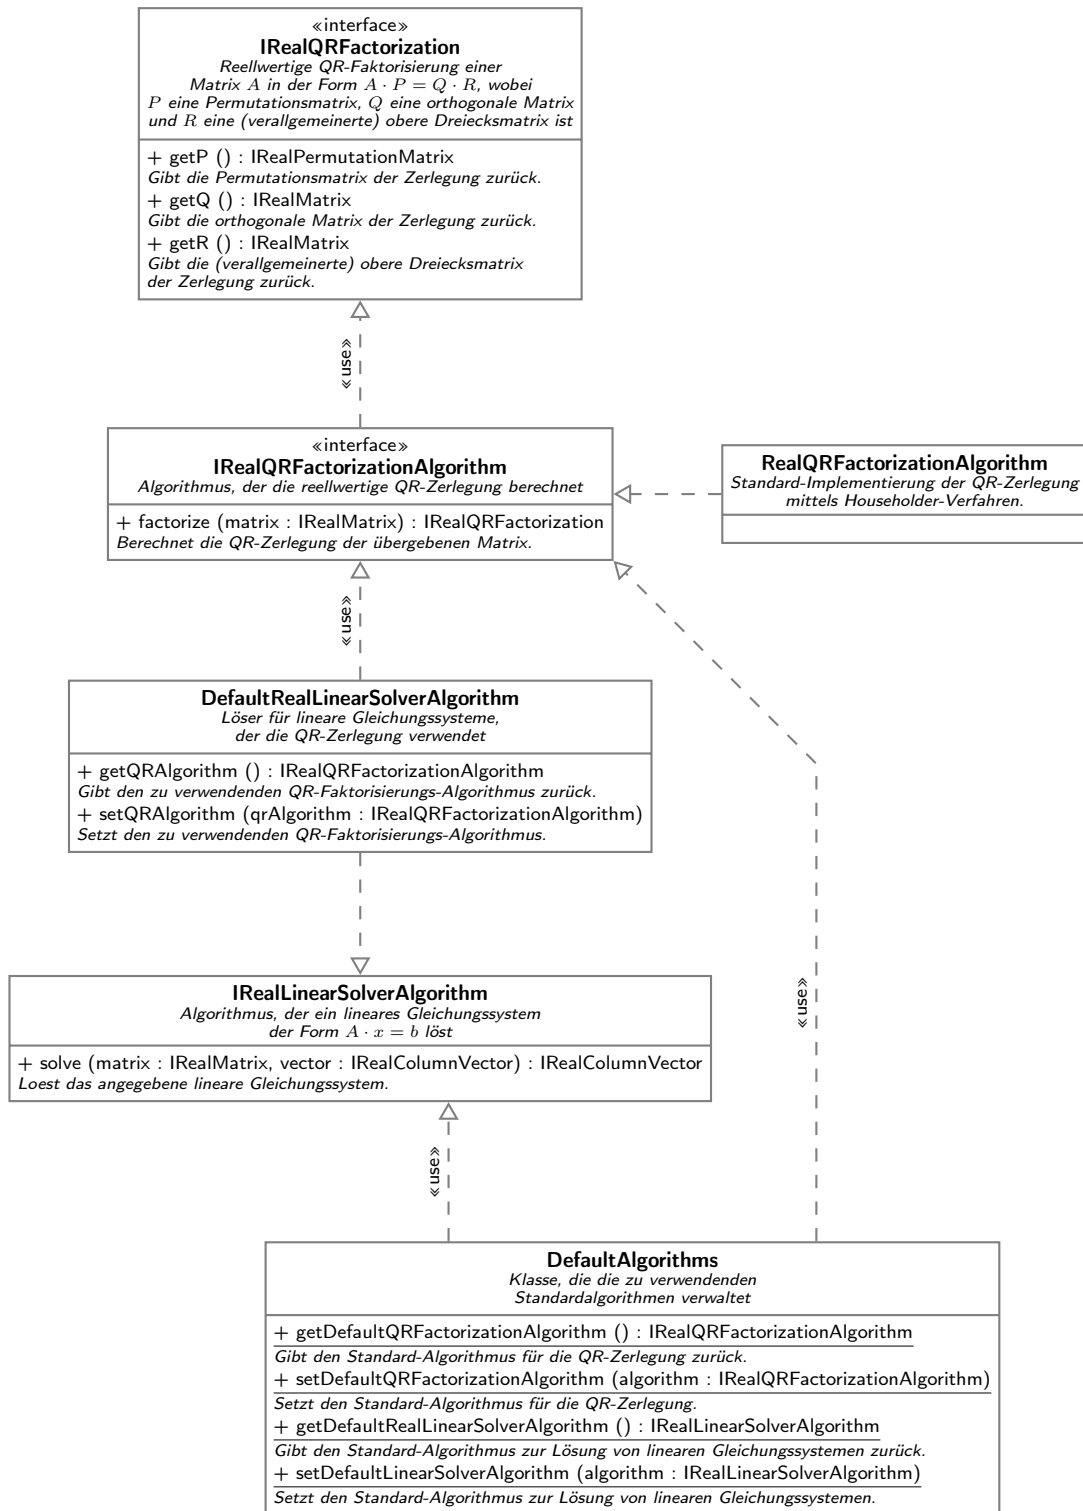 «interface»
IRealQRFactorization
Reellwertige QR-Faktorisierung einer
Matrix A in der Form A · P = Q · R, wobei
P eine Permutationsmatrix, Q eine orthogonale Matrix
und R eine (verallgemeinerte) obere Dreiecksmatrix ist
+ getP () : IRealPermutationMatrix
Gibt die Permutationsmatrix der Zerlegung zurück.
+ getQ () : IRealMatrix
Gibt die orthogonale Matrix der Zerlegung zurück.
+ getR () : IRealMatrix
Gibt die (verallgemeinerte) obere Dreiecksmatrix
der Zerlegung zurück.
«use»
«interface»
IRealQRFactorizationAlgorithm
Algorithmus, der die reellwertige QR-Zerlegung berechnet
+ factorize (matrix : IRealMatrix) : IRealQRFactorization
Berechnet die QR-Zerlegung der übergebenen Matrix.
RealQRFactorizationAlgorithm
Standard-Implementierung der QR-Zerlegung
mittels Householder-Verfahren.
«use»
DefaultRealLinearSolverAlgorithm
Löser für lineare Gleichungssysteme,
der die QR-Zerlegung verwendet
+ getQRAlgorithm () : IRealQRFactorizationAlgorithm
Gibt den zu verwendenden QR-Faktorisierungs-Algorithmus zurück.
+ setQRAlgorithm (qrAlgorithm : IRealQRFactorizationAlgorithm)
Setzt den zu verwendenden QR-Faktorisierungs-Algorithmus.
IRealLinearSolverAlgorithm
Algorithmus, der ein lineares Gleichungssystem
der Form A · x = b löst
+ solve (matrix : IRealMatrix, vector : IRealColumnVector) : IRealColumnVector
Loest das angegebene lineare Gleichungssystem.
«use»
«use»
DefaultAlgorithms
Klasse, die die zu verwendenden
Standardalgorithmen verwaltet
+ getDefaultQRFactorizationAlgorithm () : IRealQRFactorizationAlgorithm
Gibt den Standard-Algorithmus für die QR-Zerlegung zurück.
+ setDefaultQRFactorizationAlgorithm (algorithm : IRealQRFactorizationAlgorithm)
Setzt den Standard-Algorithmus für die QR-Zerlegung.
+ getDefaultRealLinearSolverAlgorithm () : IRealLinearSolverAlgorithm
Gibt den Standard-Algorithmus zur Lösung von linearen Gleichungssystemen zurück.
+ setDefaultLinearSolverAlgorithm (algorithm : IRealLinearSolverAlgorithm)
Setzt den Standard-Algorithmus zur Lösung von linearen Gleichungssystemen.